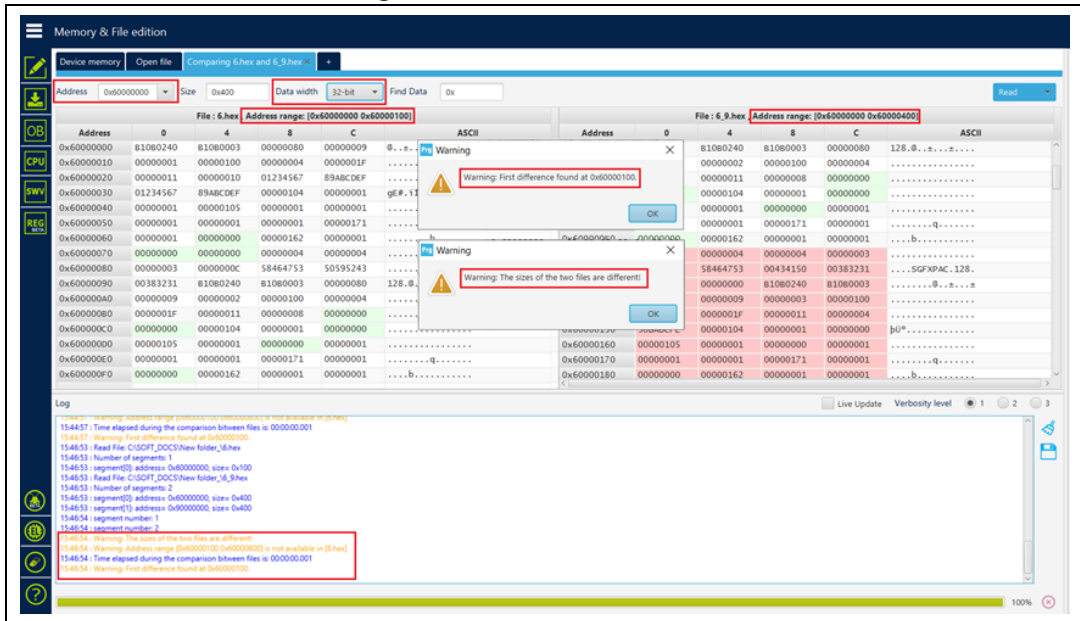 Memory & File edition
Device memory Open file Comparing 6.hex and 6_9.hex × +
Address 0x60000000 Size 0x400 Data width 32-bit Find Data 0x Read
File : 6.hex , Address range: [0x60000000 0x60000100] File : 6_9.hex , Address range: [0x60000000 0x60000400]
Address 0 4 8 C ASCII Address 0 4 8 C ASCII
0x60000000 B10B0240 B10B0003 00000080 00000009 B10B0240 B10B0003 00000080
0x60000010 00000001 00000100 00000004 0000001F ...... 00000002 00000100 00000004 ................
0x60000020 00000011 00000010 01234567 89ABCDEF ...... 00000011 00000008 00000000 ................
0x60000030 01234567 89ABCDEF 00000104 00000001 00000104 00000001 00000000 ................
0x60000040 00000001 00000105 00000001 00000001 ...... 00000001 00000000 00000001 ................
0x60000050 00000001 00000001 00000001 00000171 ...... 00000001 00000171 00000001 .........q......
0x60000060 00000001 00000000 00000162 00000001 00000162 00000001 00000001 ....b...........
0x60000070 00000000 00000000 00000004 00000004 ...... 00000004 00000004 00000003 ................
0x60000080 00000003 0000000C 58464753 50595243 ...... 58464753 00434150 00383231 ....SGFXPAC.128.
0x60000090 00383231 B10B0240 B10B0003 00000080 00000000 B10B0240 B10B0003
0x600000A0 00000009 00000002 00000100 00000004 ...... 00000009 00000003 00000100 ................
0x600000B0 0000001F 00000011 00000008 00000000 ...... 0000001F 00000011 00000004 ................
0x600000C0 00000000 00000104 00000001 00000000 ................ 00000104 00000001 00000000
0x600000D0 00000105 00000001 00000000 00000001 ................ 0x60000160 00000105 00000001 00000000 00000001 ................
0x600000E0 00000001 00000001 00000171 00000001 ........q....... 0x60000170 00000001 00000001 00000171 00000001 ........q.......
0x600000F0 00000000 00000162 00000001 00000001 ....b........... 0x60000180 00000000 00000162 00000001 00000001 ....b...........
Prg Warning ×
Warning: First difference found at 0x60000100.
OK
Prg Warning ×
Warning: The sizes of the two files are different!
OK
OB
CPU
SWV
REG
BETA
Log Live Update Verbosity level 1 2 3
15:44:57 : Time elapsed during the comparison bitween files is: 00:00:00.001
15:44:57 : Warning: First difference found at 0x60000100.
15:46:53 : Read File: C:\SOFT_DOCS\New folder_\6.hex
15:46:53 : Number of segments: 1
15:46:53 : segment[0]: address= 0x60000000, size= 0x100
15:46:53 : Read File: C:\SOFT_DOCS\New folder_\6_9.hex
15:46:53 : Number of segments: 2
15:46:53 : segment[0]: address= 0x60000000, size= 0x400
15:46:53 : segment[1]: address= 0x90000000, size= 0x400
15:46:54 : segment number: 1
15:46:54 : segment number: 2
15:46:54 : Warning: The sizes of the two files are different!
15:46:54 : Warning: Address range [0x60000100 0x60000800] is not available in [6.hex]
15:46:54 : Time elapsed during the comparison bitween files is: 00:00:00.001
15:46:54 : Warning: First difference found at 0x60000100.
100%